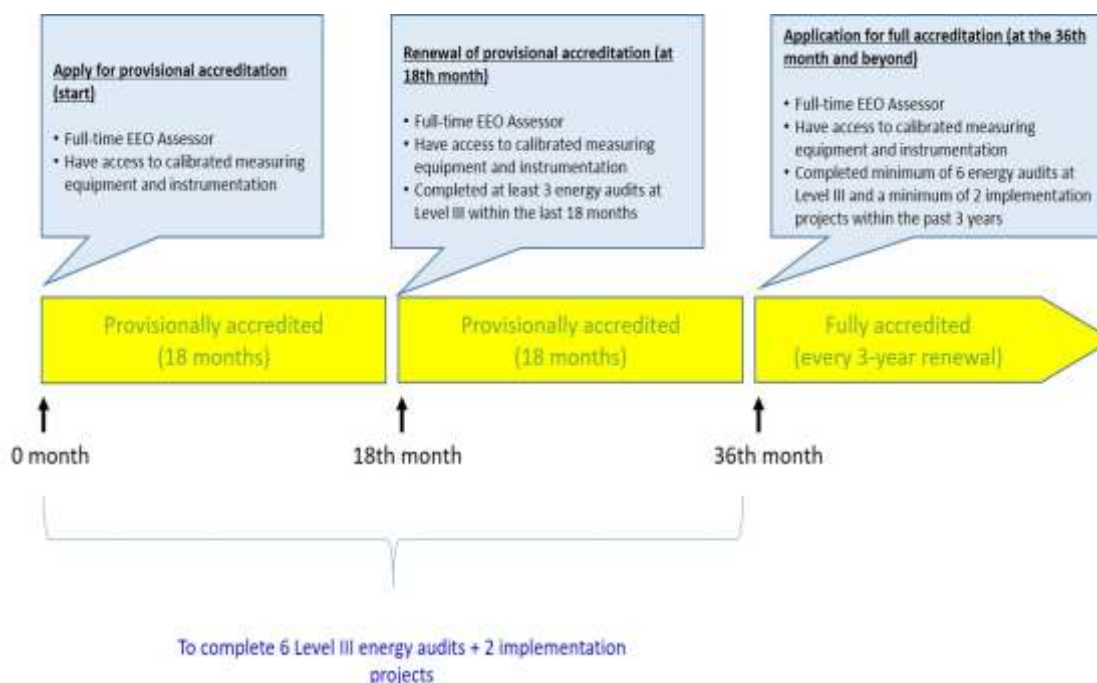 Apply for provisional accreditation
(start)
• Full-time EEO Assessor
• Have access to calibrated measuring
equipment and instrumentation
Renewal of provisional accreditation (at
18th month)
• Full-time EEO Assessor
• Have access to calibrated measuring
equipment and instrumentation
• Completed at least 3 energy audits at
Level III within the last 18 months
Application for full accreditation (at the 36th
month and beyond)
• Full-time EEO Assessor
• Have access to calibrated measuring
equipment and instrumentation
• Completed minimum of 6 energy audits at
Level III and a minimum of 2 implementation
projects within the past 3 years
Provisionally accredited
(18 months)
Provisionally accredited
(18 months)
Fully accredited
(every 3-year renewal)
0 month
18th month
36th month
To complete 6 Level III energy audits + 2 implementation
projects